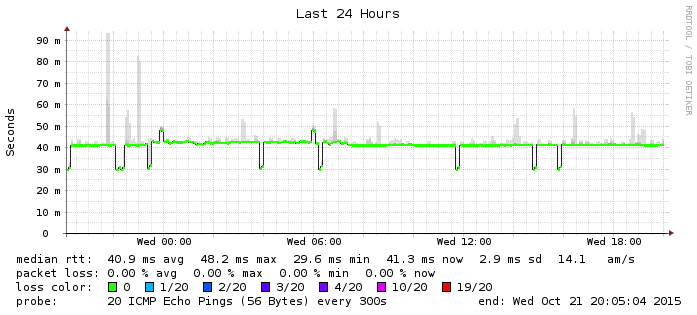 Last 24 Hours
RRDTOOL / TOBI OETIKER
Seconds
90 m
80 m
70 m
60 m
50 m
40 m
30 m
20 m
10 m
0
Wed 00:00 Wed 06:00 Wed 12:00 Wed 18:00
median rtt: 40.9 ms avg 48.2 ms max 29.6 ms min 41.3 ms now 2.9 ms sd 14.1 am/s
packet loss: 0.00 % avg 0.00 % max 0.00 % min 0.00 % now
loss color: 0 1/20 2/20 3/20 4/20 10/20 19/20
probe: 20 ICMP Echo Pings (56 Bytes) every 300s end: Wed Oct 21 20:05:04 2015